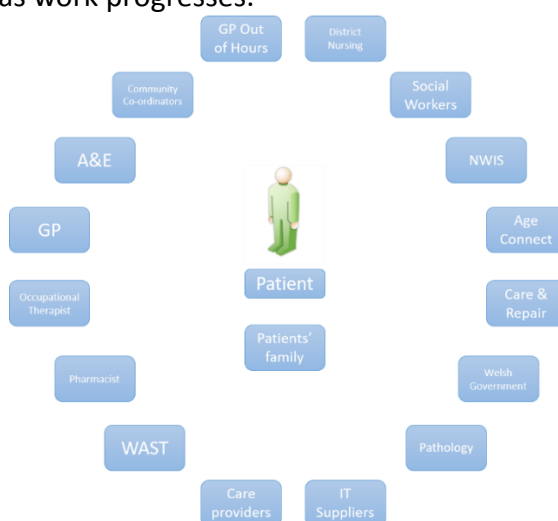 as work progresses.
GP Out
of Hours
District
Nursing
Community
Co-ordinators
Social
Workers
A&E
NWIS
GP
Age
Connect
Patient
Occupational
Therapist
Care &
Repair
Patients'
family
Pharmacist
Welsh
Government
WAST
Pathology
Care
providers
IT
Suppliers